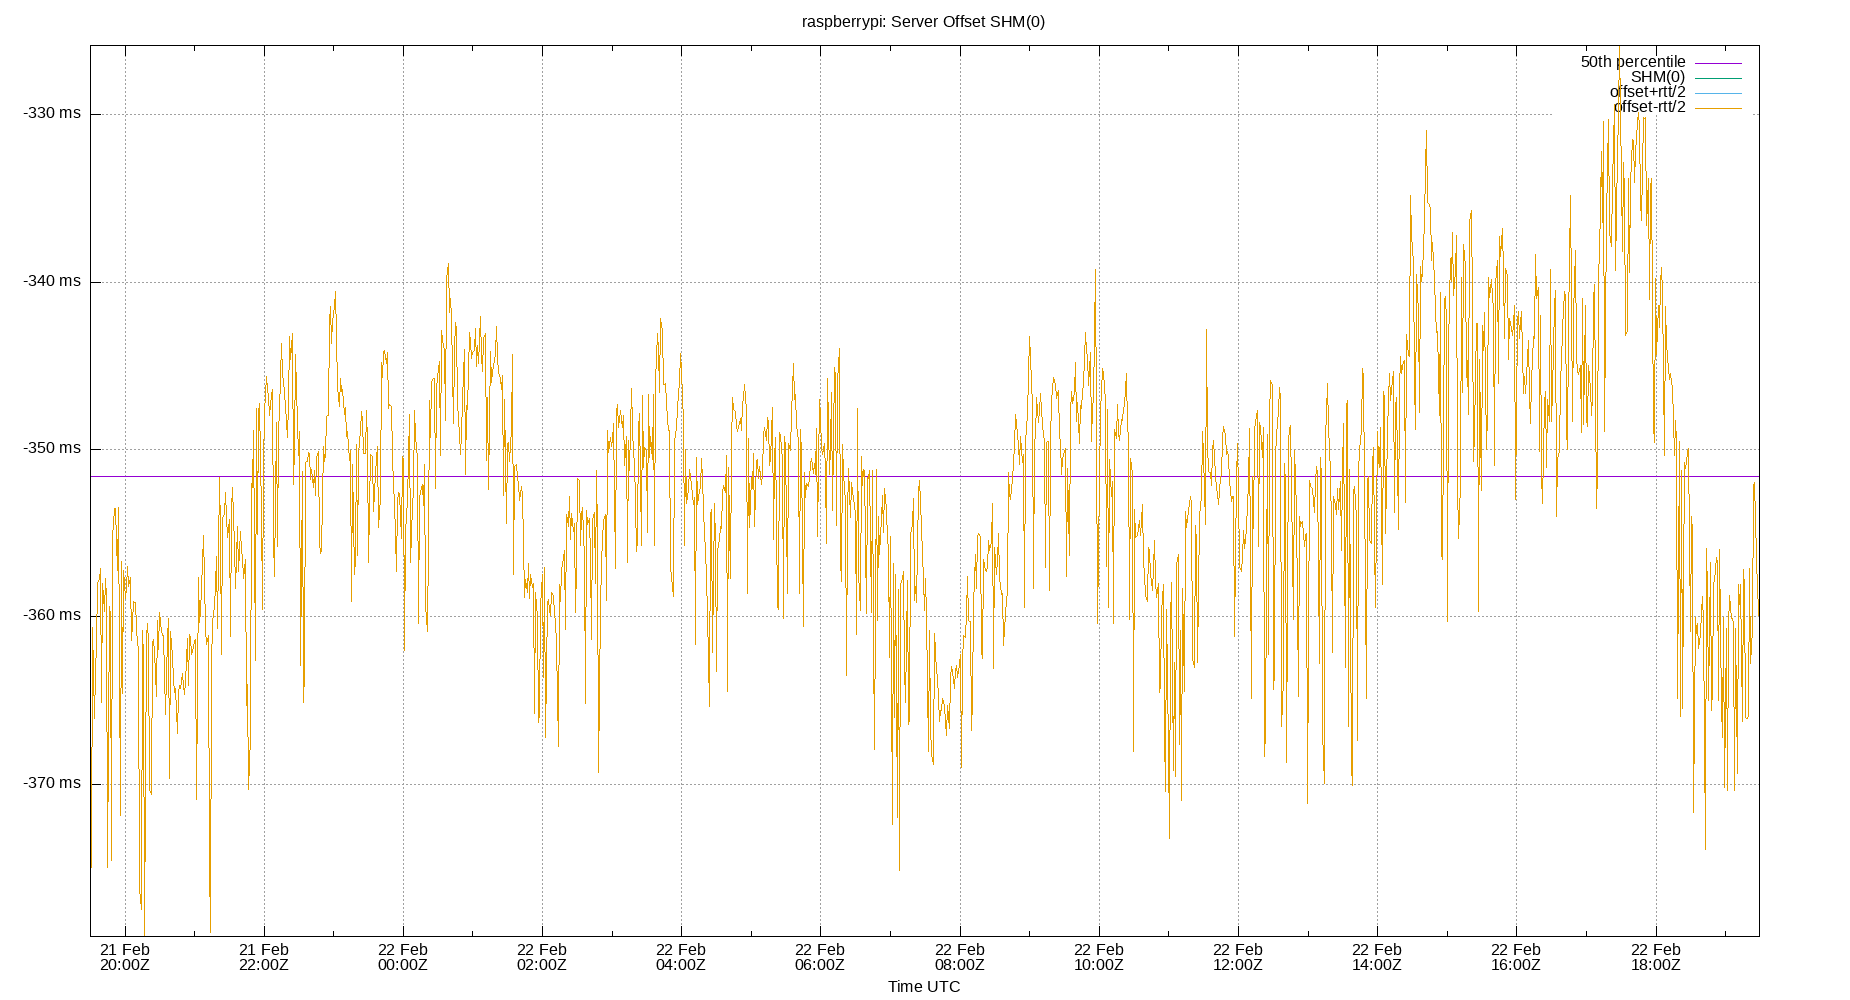 raspberrypi: Server Offset SHM(0)
50th percentile
SHM(0)
offset+rtt/2
offset-rtt/2
-330 ms
-340 ms
-350 ms
-360 ms
-370 ms
21 Feb 21 Feb 22 Feb 22 Feb 22 Feb 22 Feb 22 Feb 22 Feb 22 Feb 22 Feb 22 Feb 22 Feb
20:00Z 22:00Z 00:00Z 02:00Z 04:00Z 06:00Z 08:00Z 10:00Z 12:00Z 14:00Z 16:00Z 18:00Z
Time UTC